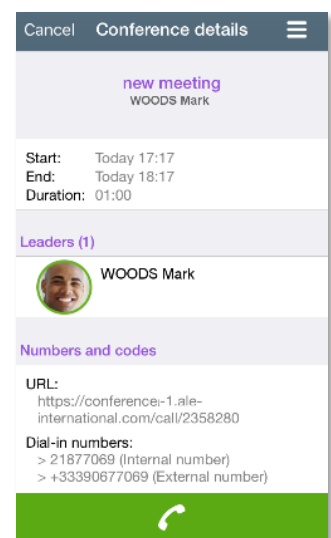 Cancel Conference details
new meeting
WOODS Mark
Start: Today 17:17
End: Today 18:17
Duration: 01:00
Leaders (1)
WOODS Mark
Numbers and codes
URL:
https://conference-1.ale-
international.com/call/2358280
Dial-in numbers:
> 21877069 (Internal number)
> +33390677069 (External number)